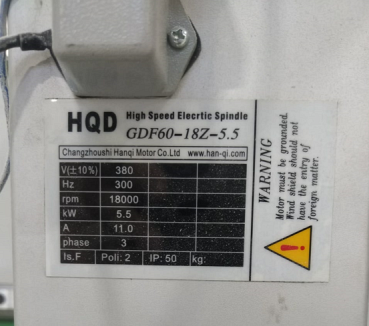 HQD High Speed Elecrtic Spindle
GDF60-18Z-5.5
Changzhoushi Hanqi Motor Co.Ltd www.han-qi.com
V(±10%) 380
Hz 300
rpm 18000
kW 5.5
A 11.0
phase 3
Is.F Poli: 2 IP: 50 kg:
WARNING
Motor must be grounded.
Wind shield should not
have the entry of
foreign matter.